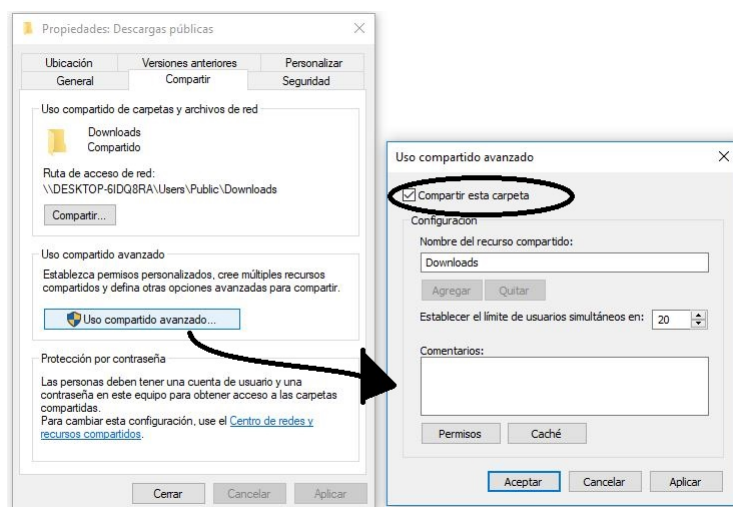 Propiedades: Descargas públicas
Ubicación
Versiones anteriores
Personalizar
General
Compartir
Seguridad
Uso compartido de carpetas y archivos de red
Downloads
Compartido
Ruta de acceso de red:
\\DESKTOP-6IDQ8RA\Users\Public\Downloads
Compartir...
Uso compartido avanzado
Establezca permisos personalizados, cree múltiples recursos
compartidos y defina otras opciones avanzadas para compartir.
Uso compartido avanzado...
Protección por contraseña
Las personas deben tener una cuenta de usuario y una
contraseña en este equipo para obtener acceso a las carpetas
compartidas.
Para cambiar esta configuración, use el Centro de redes y
recursos compartidos.
Cerrar
Cancelar
Aplicar
Uso compartido avanzado
Compartir esta carpeta
Configuración
Nombre del recurso compartido:
Downloads
Agregar
Quitar
Establecer el límite de usuarios simultáneos en:
20
Comentarios:
Permisos
Caché
Aceptar
Cancelar
Aplicar